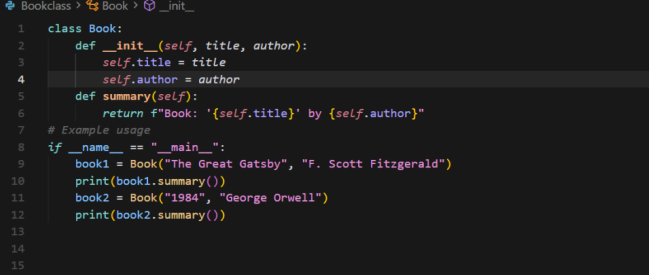 Bookclass > Book > __init__
1 class Book:
2     def __init__(self, title, author):
3         self.title = title
4         self.author = author
5     def summary(self):
6         return f"Book: '{self.title}' by {self.author}"
7 # Example usage
8 if __name__ == "__main__":
9     book1 = Book("The Great Gatsby", "F. Scott Fitzgerald")
10     print(book1.summary())
11     book2 = Book("1984", "George Orwell")
12     print(book2.summary())
13
14
15